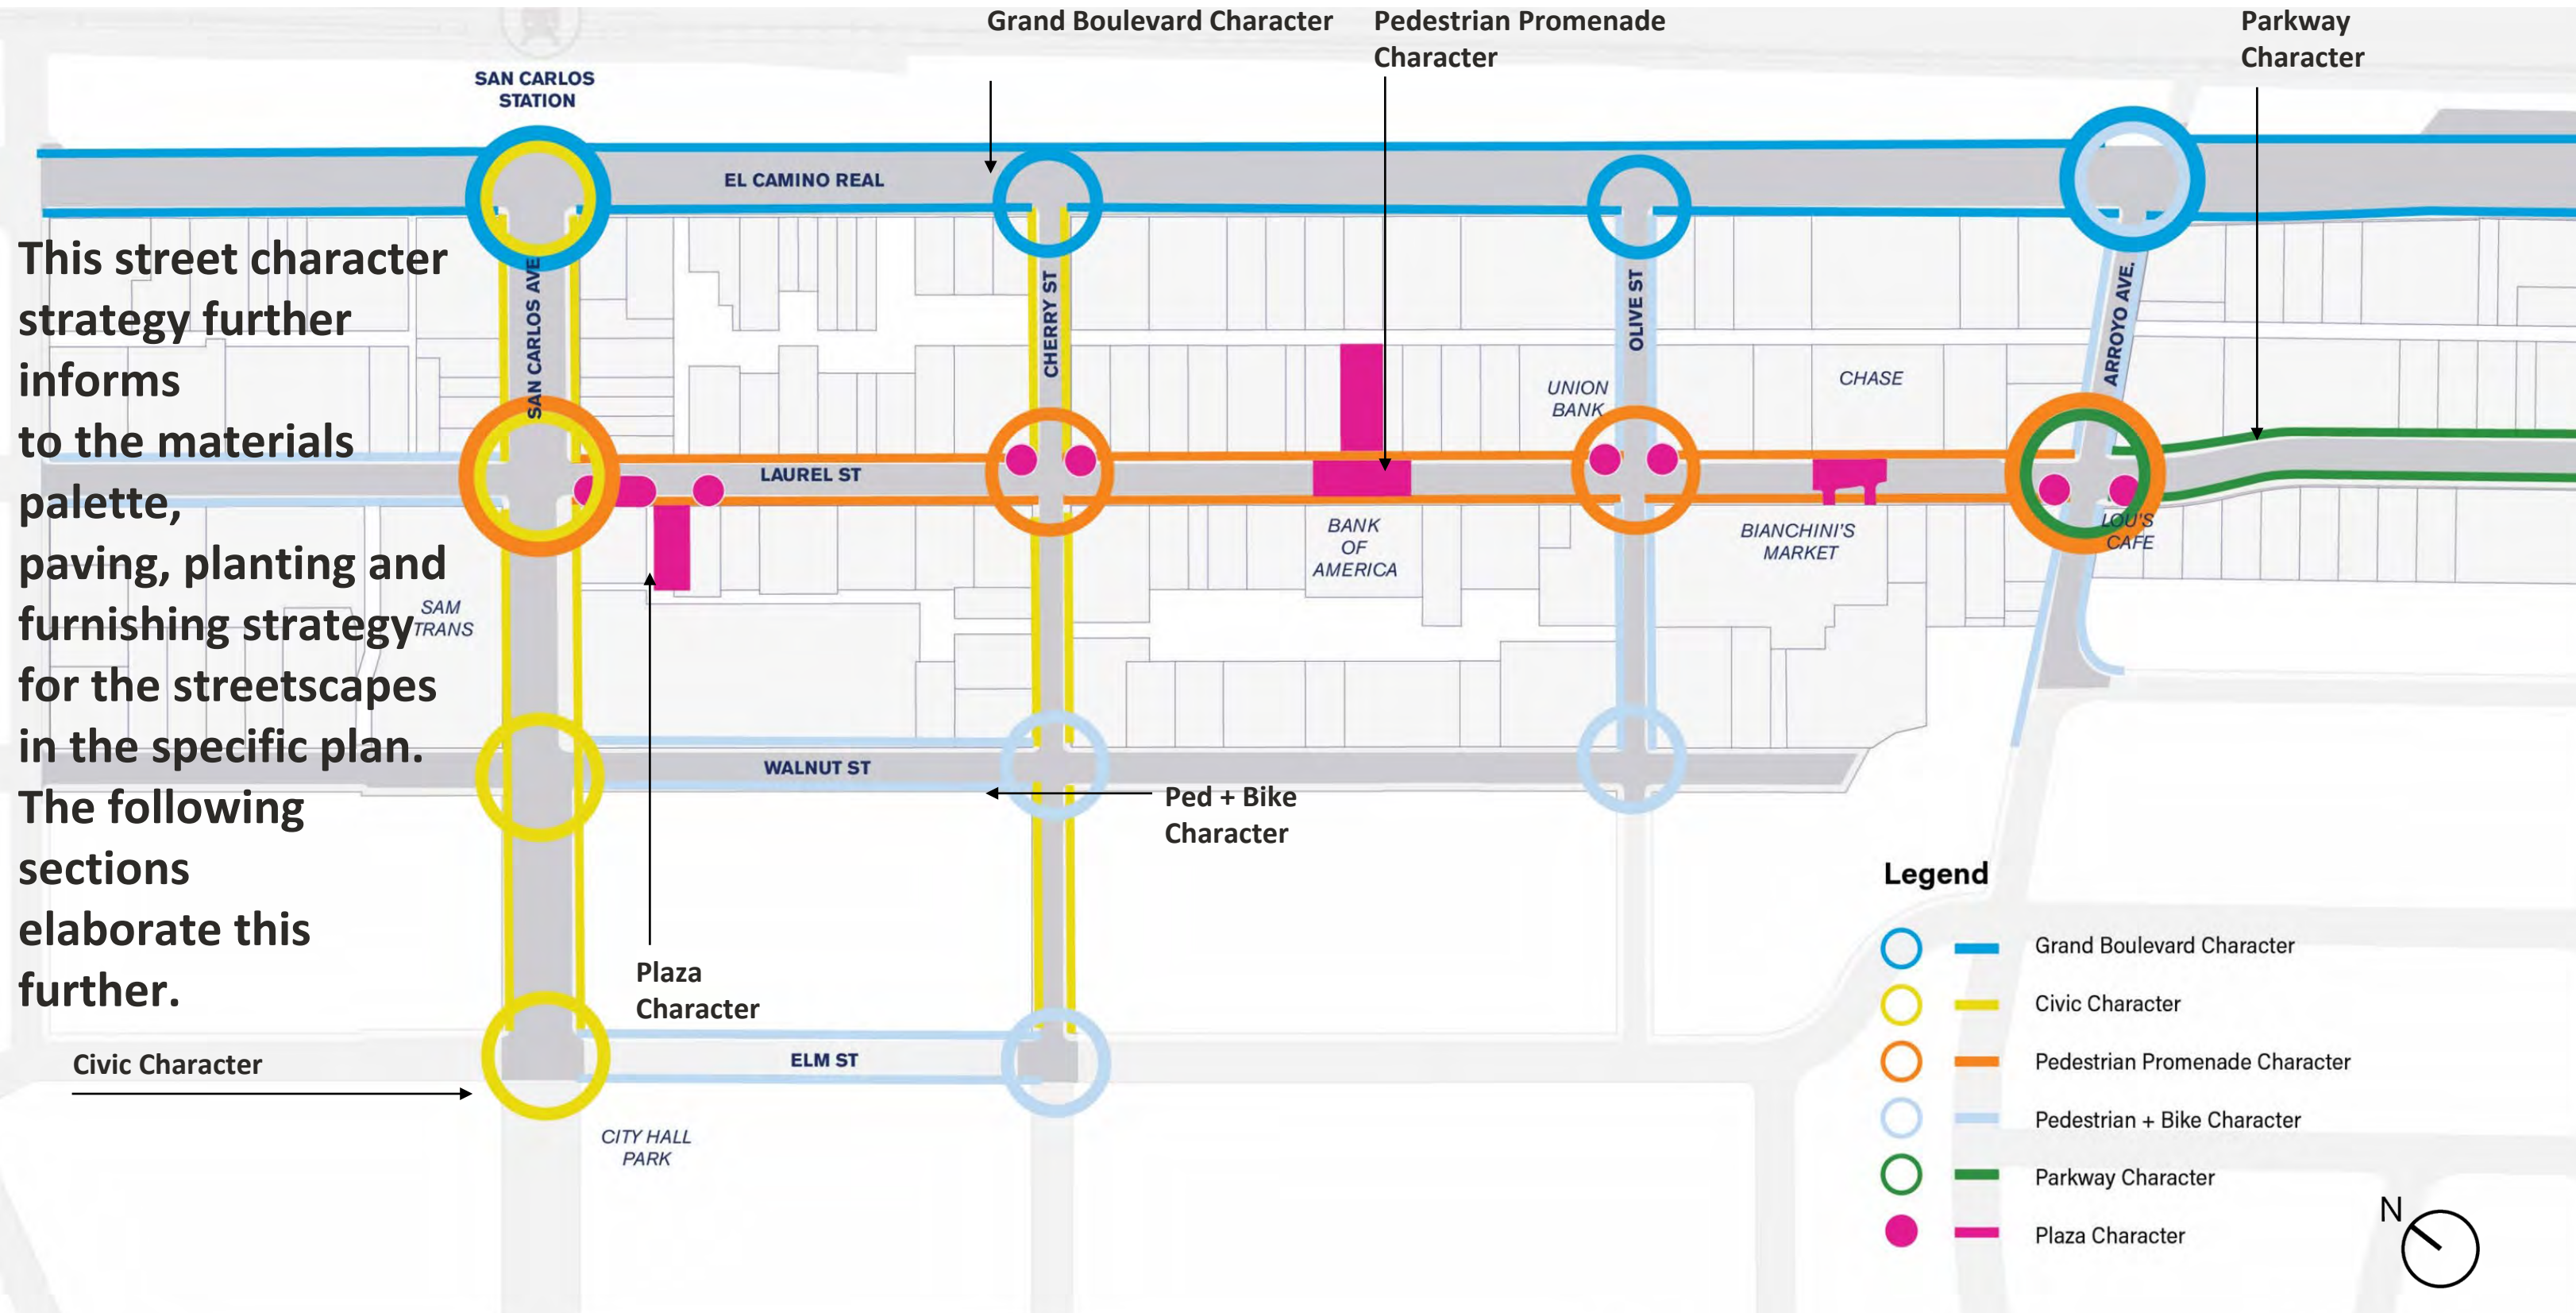 Grand Boulevard Character
Pedestrian Promenade
Character
Parkway
Character
SAN CARLOS
STATION
EL CAMINO REAL
This street character
strategy further
informs
to the materials
palette,
paving, planting and
furnishing strategy
for the streetscapes
in the specific plan.
The following
sections
elaborate this
further.
SAN CARLOS AVE
CHERRY ST
OLIVE ST
ARROYO AVE.
UNION
BANK
CHASE
LAUREL ST
BANK
OF
AMERICA
BIANCHINI'S
MARKET
LOU'S
CAFE
SAM
TRANS
WALNUT ST
Ped + Bike
Character
Plaza
Character
Civic Character
ELM ST
CITY HALL
PARK
Legend
Grand Boulevard Character
Civic Character
Pedestrian Promenade Character
Pedestrian + Bike Character
Parkway Character
Plaza Character
N